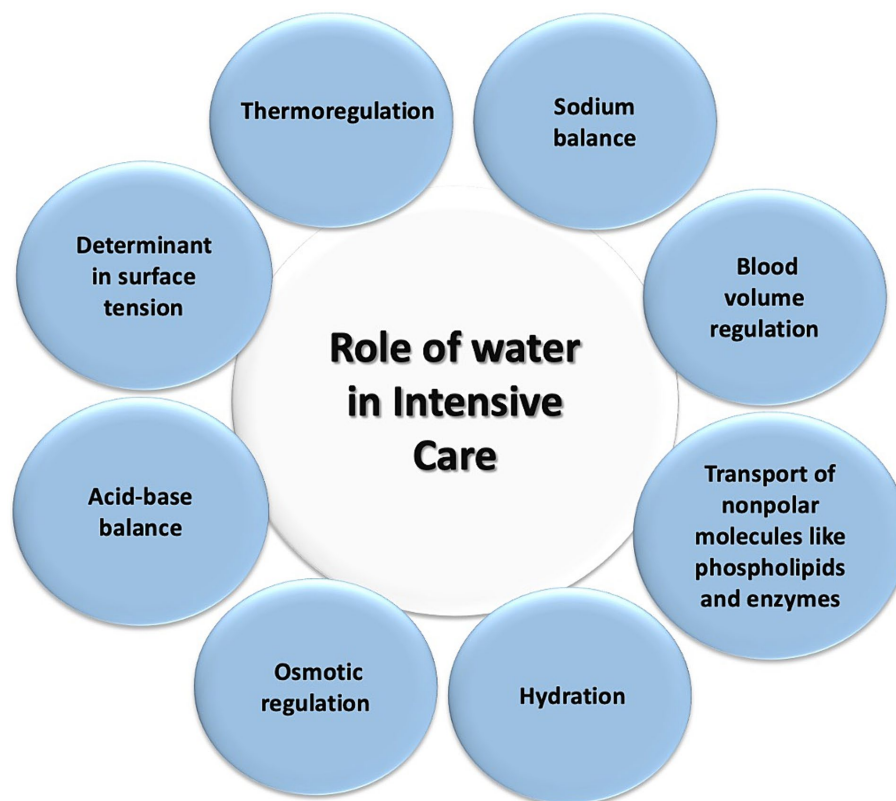 Role of water
in Intensive
Care
Thermoregulation
Sodium
balance
Blood
volume
regulation
Transport of
nonpolar
molecules like
phospholipids
and enzymes
Hydration
Osmotic
regulation
Acid-base
balance
Determinant
in surface
tension